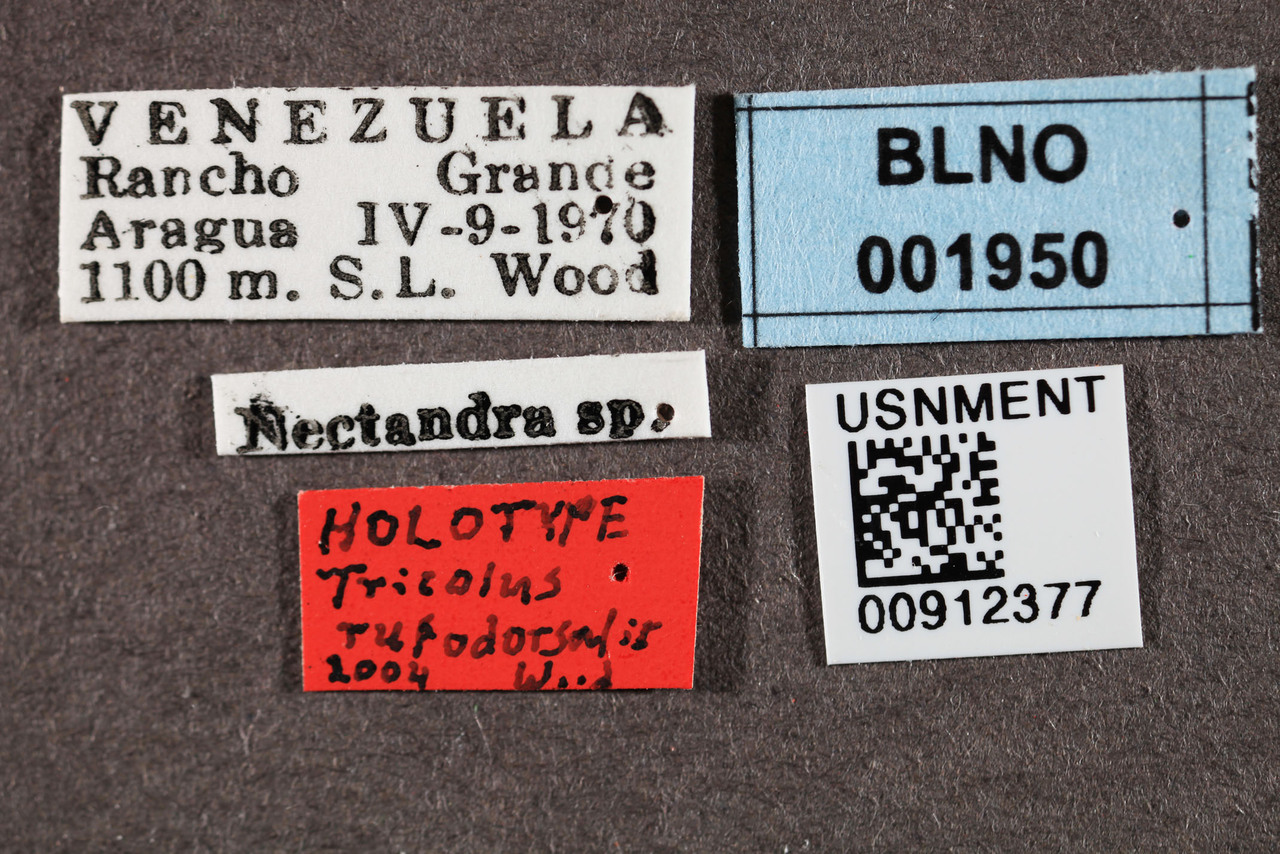 VENEZUELA
Rancho Grande
Aragua IV-9-1970
1100 m. S.L. Wood
BLNO
001950
Nectandra sp.
USNMENT
00912377
HOLOTYPE
Tricolus
rufodorsalis
2004 Wood